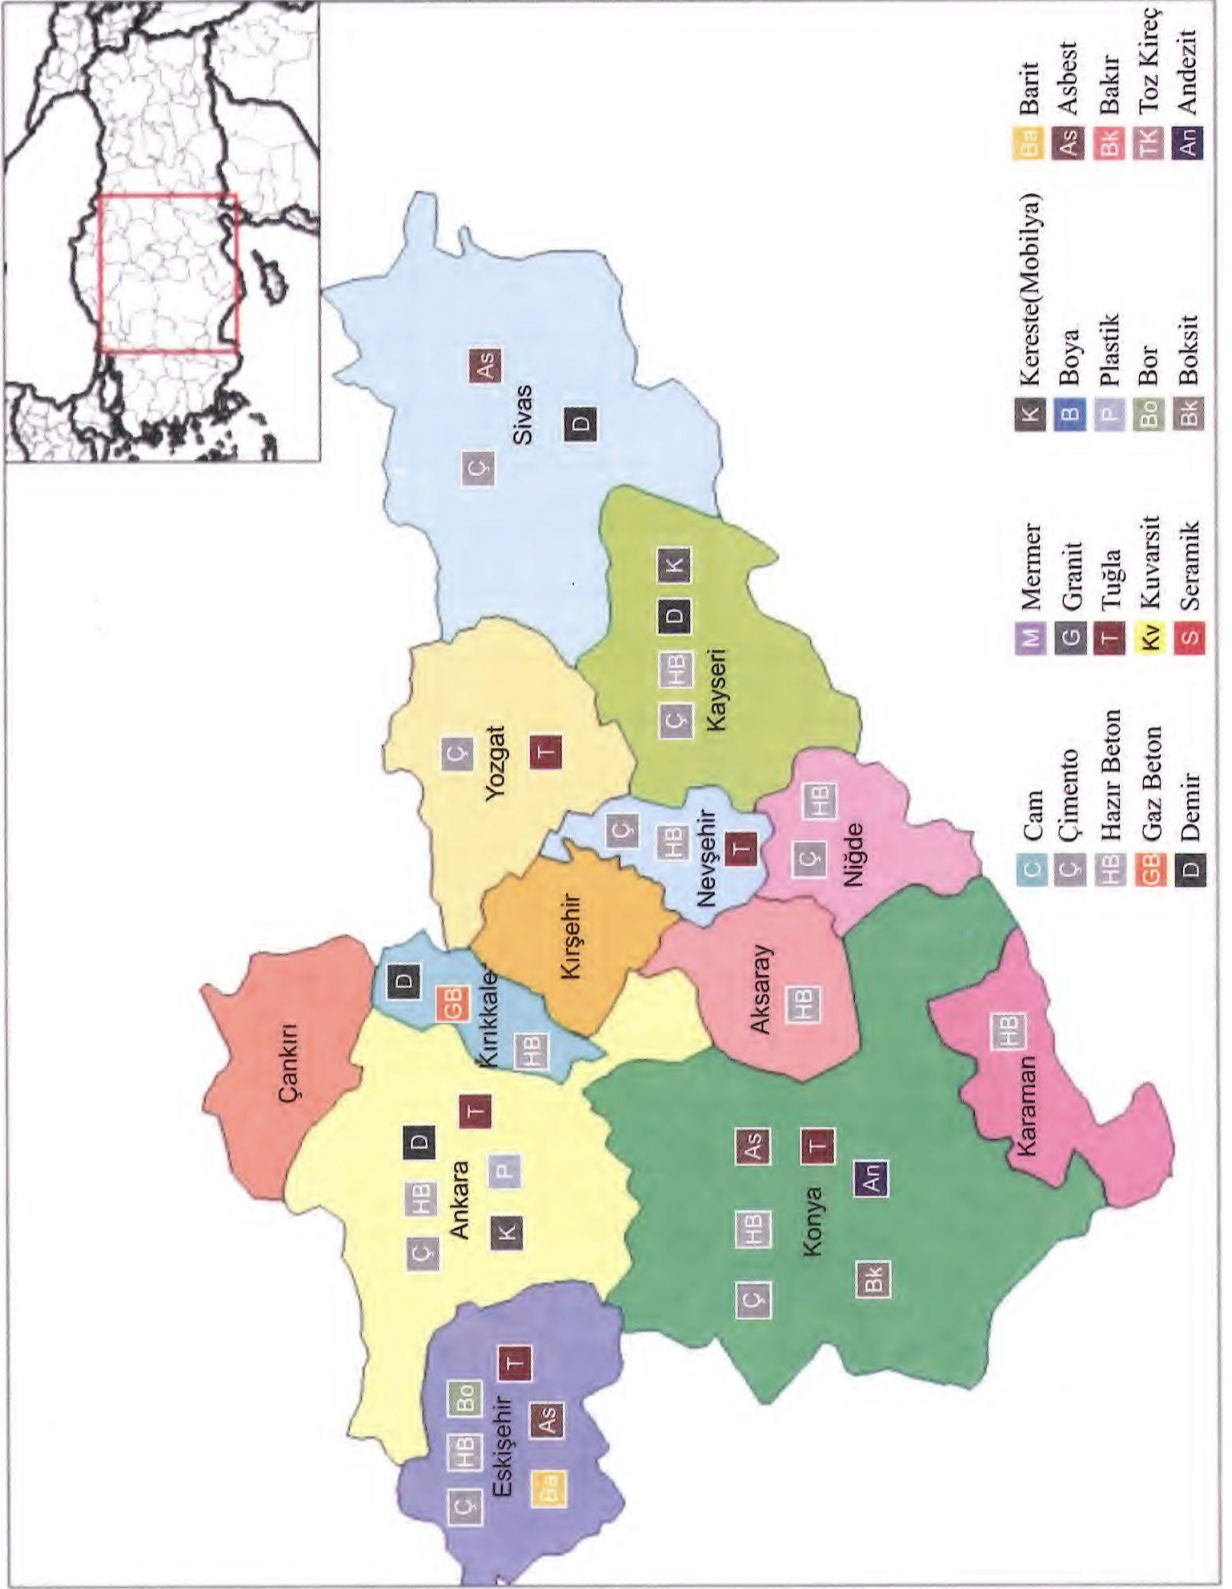 Çankırı
D
GB
Kırıkkale
HB
Ç
HB
D
Ankara
T
K
P
Ç
HB
Bo
Eskişehir
T
Ba
As
Kırşehir
Ç
Yozgat
T
Ç
As
Sivas
D
Ç
HB
D
K
Kayseri
Ç
HB
Nevşehir
T
Ç
HB
Niğde
Aksaray
HB
Ç
HB
As
Konya
T
Bk
An
HB
Karaman
C Cam
Ç Çimento
HB Hazır Beton
GB Gaz Beton
D Demir
M Mermer
G Granit
T Tuğla
Kv Kuvarsit
S Seramik
K Kereste(Mobilya)
B Boya
P Plastik
Bo Bor
Bk Boksit
Ba Barit
As Asbest
Bk Bakır
TK Toz Kireç
An Andezit